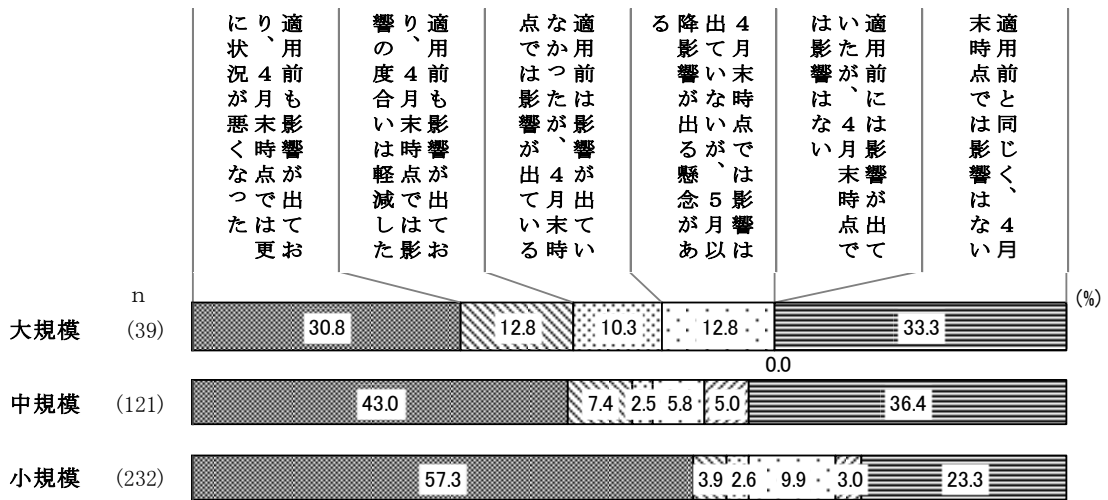 適用前も影響が出てお
り、４月末時点では更
に状況が悪くなった
適用前も影響が出てお
り、４月末時点では影
響の度合いは軽減した
適用前は影響が出てい
なかったが、４月末時
点では影響が出ている
４月末時点では影響は
出ていないが、５月以
降影響が出る懸念があ
る
適用前には影響が出て
いたが、４月末時点で
は影響はない
適用前と同じく、４月
末時点では影響はない
n
(%)
大規模 (39) 30.8 12.8 10.3 12.8 33.3
0.0
中規模 (121) 43.0 7.4 2.5 5.8 5.0 36.4
小規模 (232) 57.3 3.9 2.6 9.9 3.0 23.3